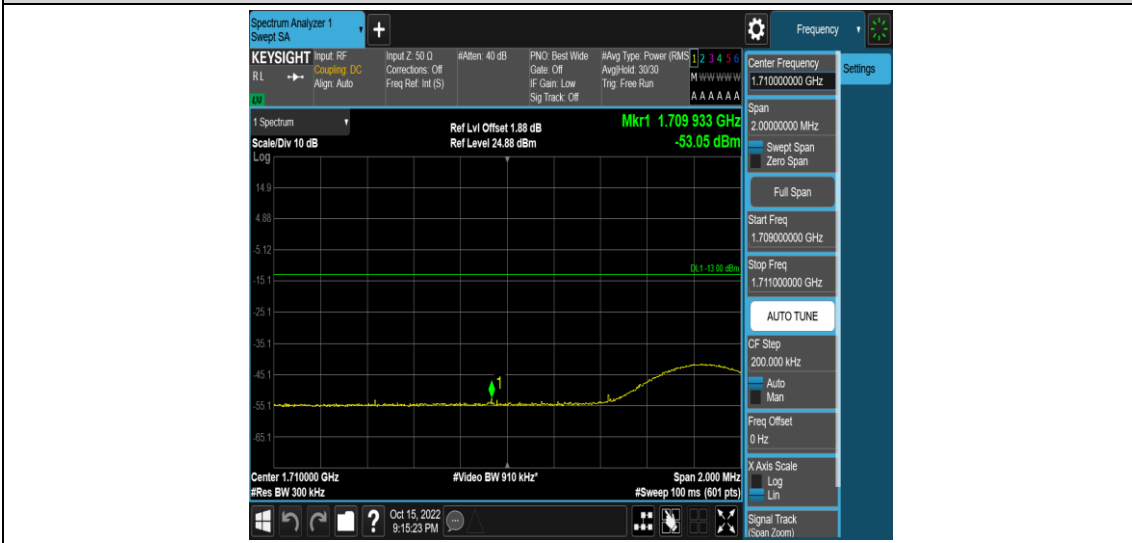 Spectrum Analyzer 1
Swept SA
+
Frequency
KEYSIGHT
RL
LNI
Input: RF
Coupling: DC
Align: Auto
Input Z: 50 Ω
Corrections: Off
Freq Ref: Int (S)
#Atten: 40 dB
PNO: Best Wide
Gate: Off
IF Gain: Low
Sig Track: Off
#Avg Type: Power (RMS
Avg|Hold: 30/30
Trig: Free Run
1 2 3 4 5 6
M W W W W W
A A A A A A
1 Spectrum
Scale/Div 10 dB
Log
Ref Lvl Offset 1.88 dB
Ref Level 24.88 dBm
Mkr1 1.709 933 GHz
-53.05 dBm
14.9
4.88
-5.12
-15.1
-25.1
-35.1
-45.1
-55.1
-65.1
DL1 -13.00 dBm
1
Center 1.710000 GHz
#Res BW 300 kHz
#Video BW 910 kHz*
Span 2.000 MHz
#Sweep 100 ms (601 pts)
Oct 15, 2022
9:15:23 PM
?
Center Frequency
1.710000000 GHz
Settings
Span
2.00000000 MHz
Swept Span
Zero Span
Full Span
Start Freq
1.709000000 GHz
Stop Freq
1.711000000 GHz
AUTO TUNE
CF Step
200.000 kHz
Auto
Man
Freq Offset
0 Hz
X Axis Scale
Log
Lin
Signal Track
(Span Zoom)